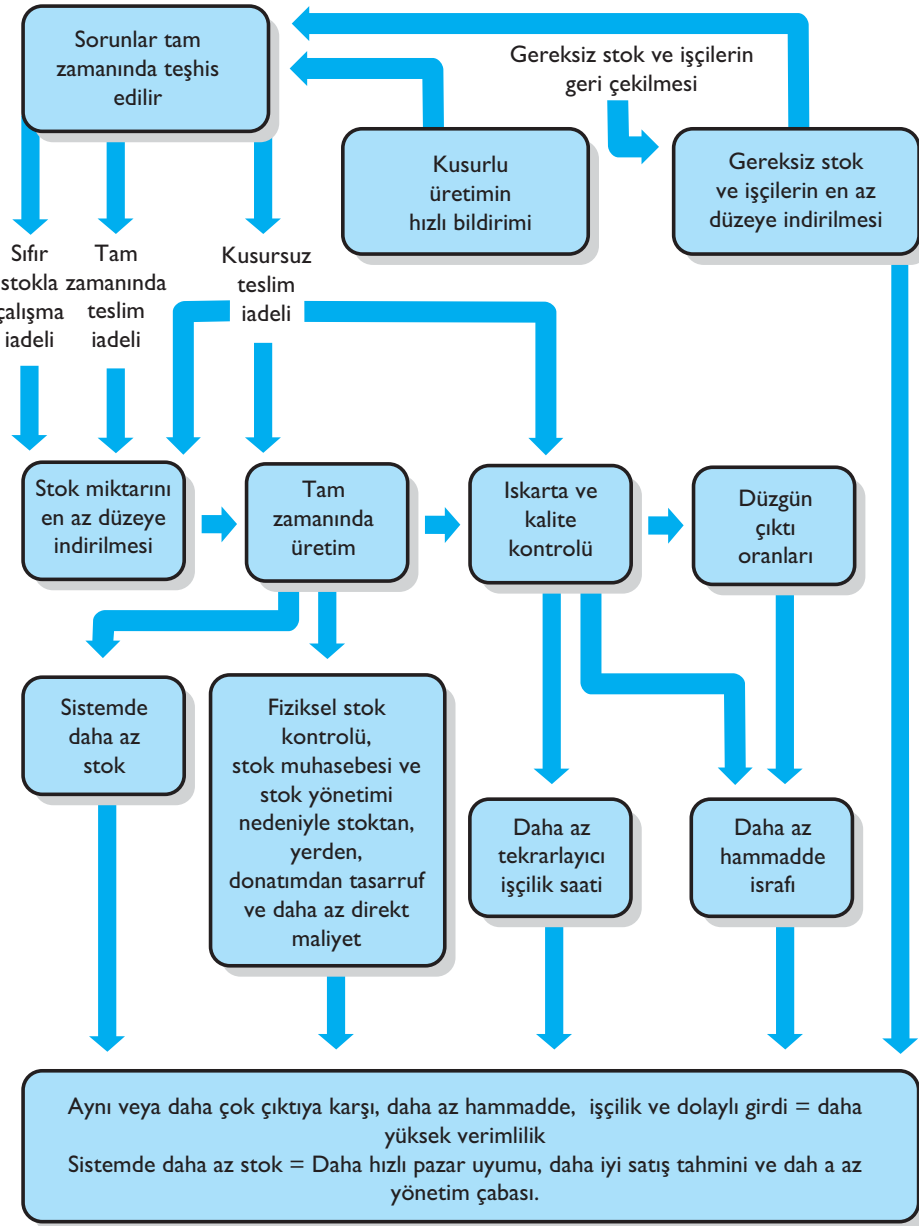 Sorunlar tam
zamanında teşhis
edilir
Gereksiz stok ve işçilerin
geri çekilmesi
Kusurlu
üretimin
hızlı bildirimi
Gereksiz stok
ve işçilerin en az
düzeye indirilmesi
Sıfır
stokla
çalışma
iadeli
Tam
zamanında
teslim
iadeli
Kusursuz
teslim
iadeli
Stok miktarını
en az düzeye
indirilmesi
Tam
zamanında
üretim
Iskarta ve
kalite
kontrolü
Düzgün
çıktı
oranları
Sistemde
daha az
stok
Fiziksel stok
kontrolü,
stok muhasebesi ve
stok yönetimi
nedeniyle stoktan,
yerden,
donatımdan tasarruf
ve daha az direkt
maliyet
Daha az
tekrarlayıcı
işçilik saati
Daha az
hammadde
israfı
Aynı veya daha çok çıktıya karşı, daha az hammadde, işçilik ve dolaylı girdi = daha
yüksek verimlilik
Sistemde daha az stok = Daha hızlı pazar uyumu, daha iyi satış tahmini ve dah a az
yönetim çabası.